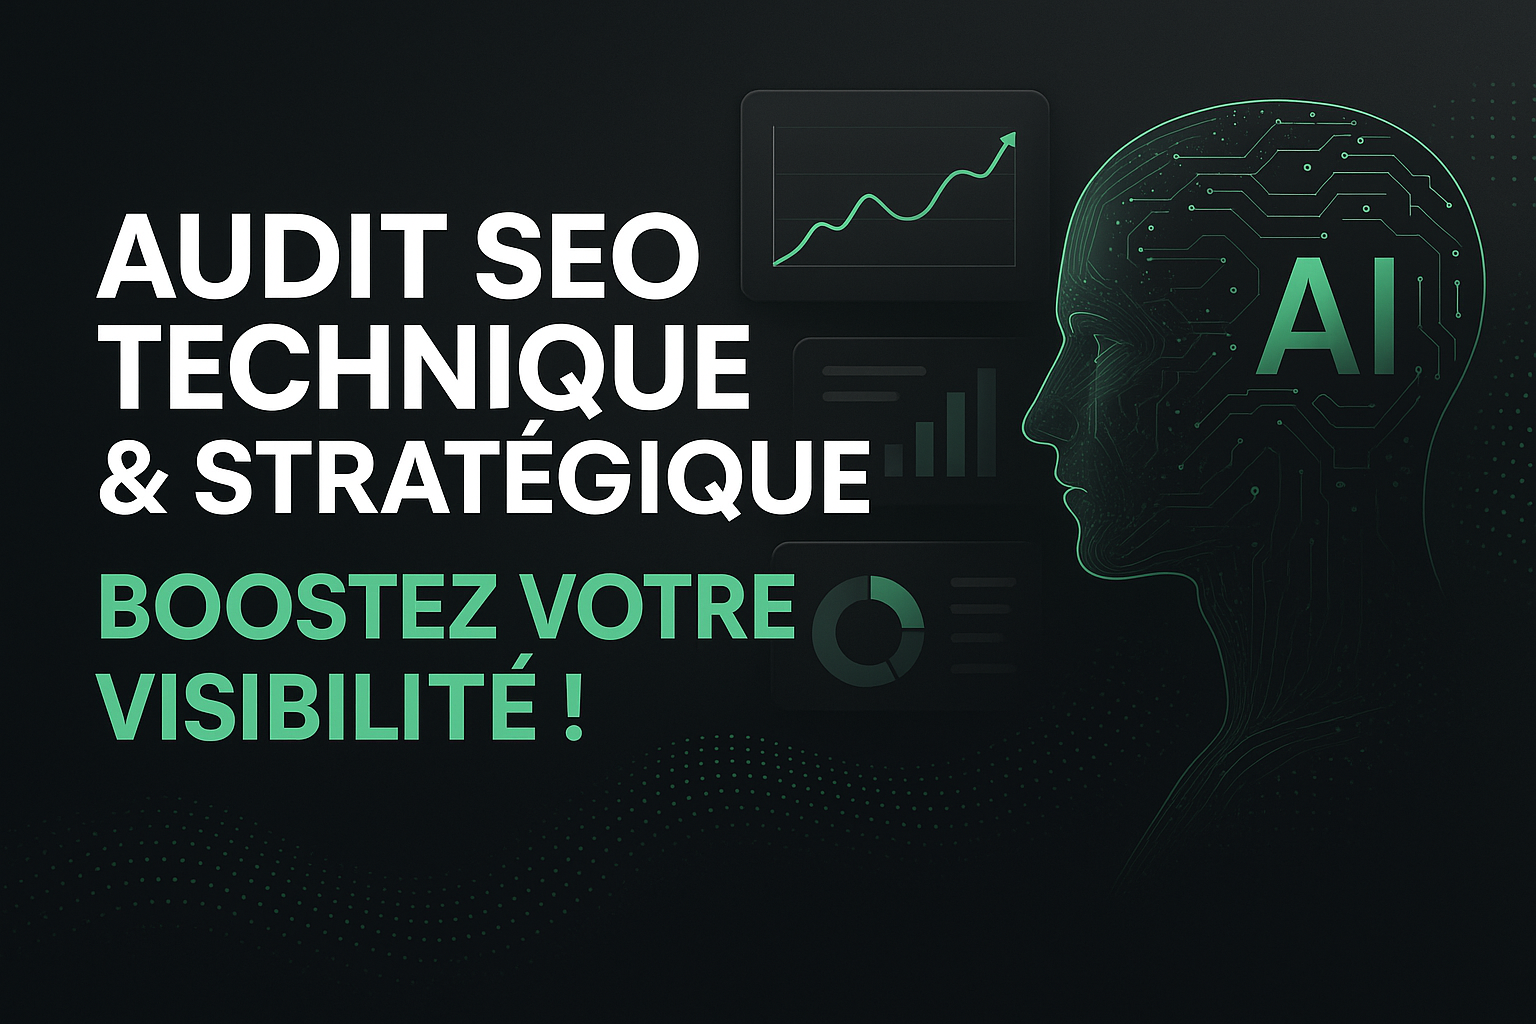 AUDIT SEO
TECHNIQUE
& STRATÉGIQUE
BOOSTEZ VOTRE
VISIBILITÉ !
AI